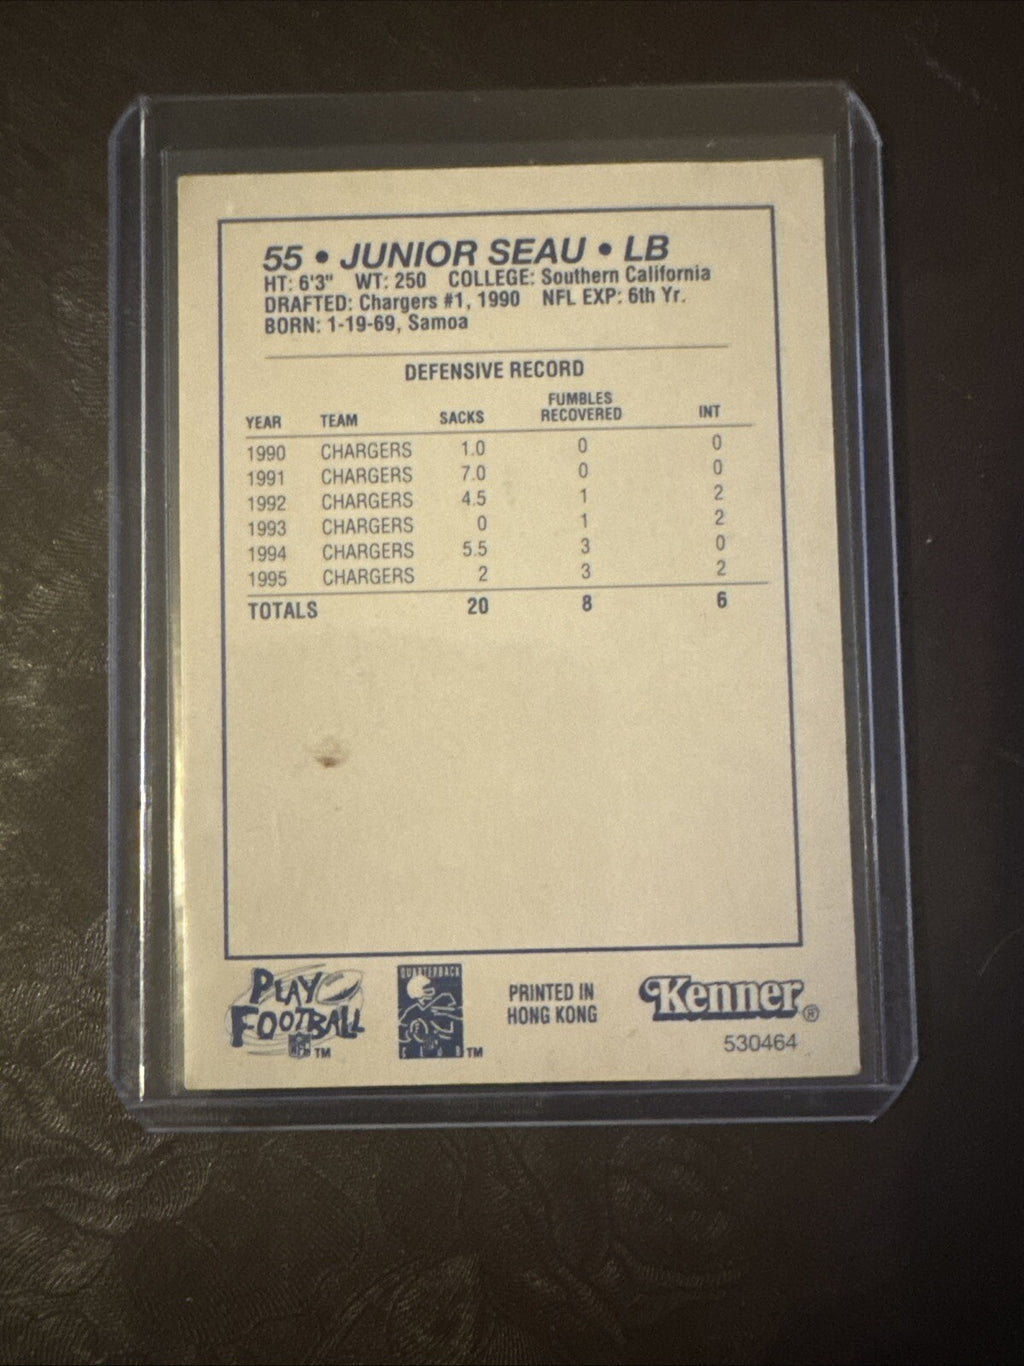 55 • JUNIOR SEAU • LB
HT: 6'3" WT: 250 COLLEGE: Southern California
DRAFTED: Chargers #1, 1990 NFL EXP: 6th Yr.
BORN: 1-19-69, Samoa
DEFENSIVE RECORD
YEAR TEAM SACKS FUMBLES RECOVERED INT
1990 CHARGERS 1.0 0 0
1991 CHARGERS 7.0 0 0
1992 CHARGERS 4.5 1 2
1993 CHARGERS 0 1 2
1994 CHARGERS 5.5 3 0
1995 CHARGERS 2 3 2
TOTALS 20 8 6
PLAY
FOOTBALL
NFL ™
QUARTERBACK
CLUB ™
PRINTED IN
HONG KONG
Kenner®
530464